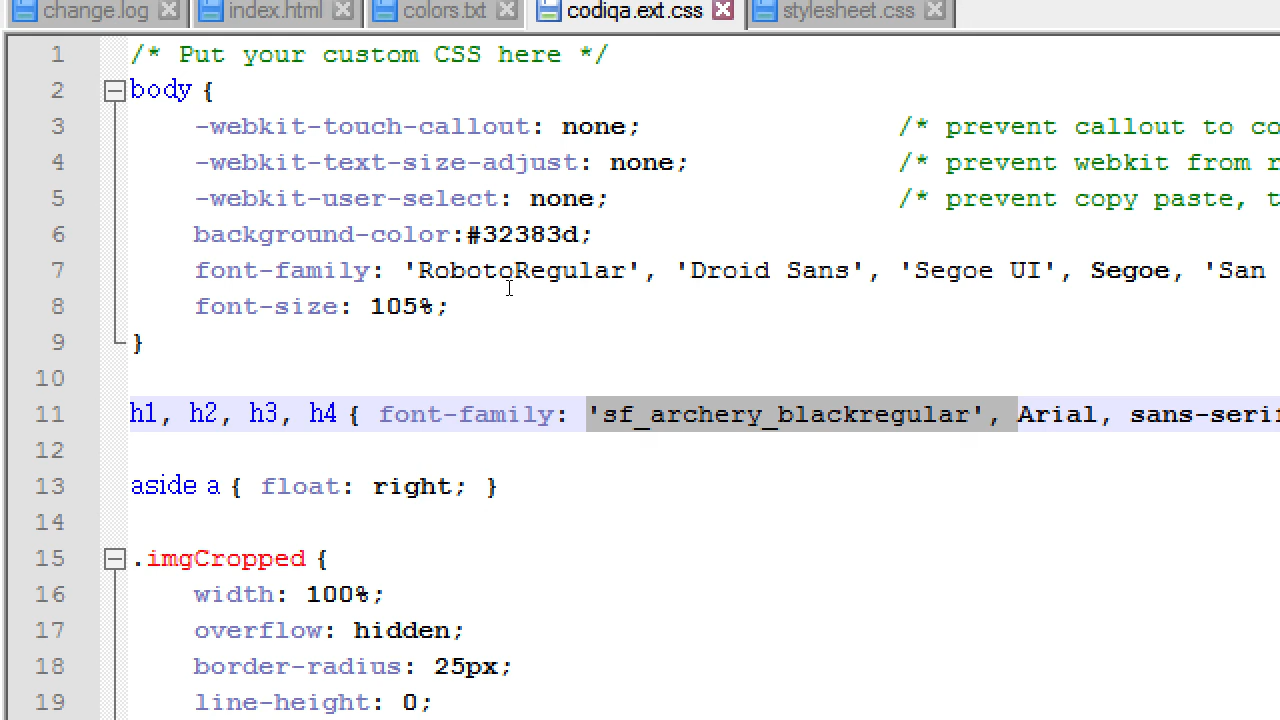 change.log index.html colors.txt codiqa.ext.css stylesheet.css
1 /* Put your custom CSS here */
2 body {
3 -webkit-touch-callout: none; /* prevent callout to co
4 -webkit-text-size-adjust: none; /* prevent webkit from r
5 -webkit-user-select: none; /* prevent copy paste, t
6 background-color:#32383d;
7 font-family: 'RobotoRegular', 'Droid Sans', 'Segoe UI', Segoe, 'San
8 font-size: 105%;
9 }
10
11 h1, h2, h3, h4 { font-family: 'sf_archery_blackregular', Arial, sans-serif
12
13 aside a { float: right; }
14
15 .imgCropped {
16 width: 100%;
17 overflow: hidden;
18 border-radius: 25px;
19 line-height: 0;